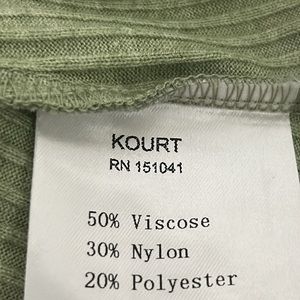 KOURT
RN 151041
50% Viscose
30% Nylon
20% Polyester